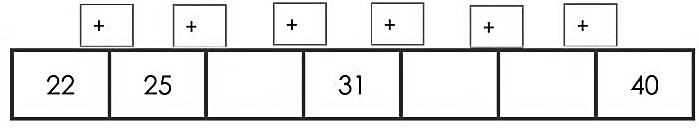 + + + + + +
22 25 31 40